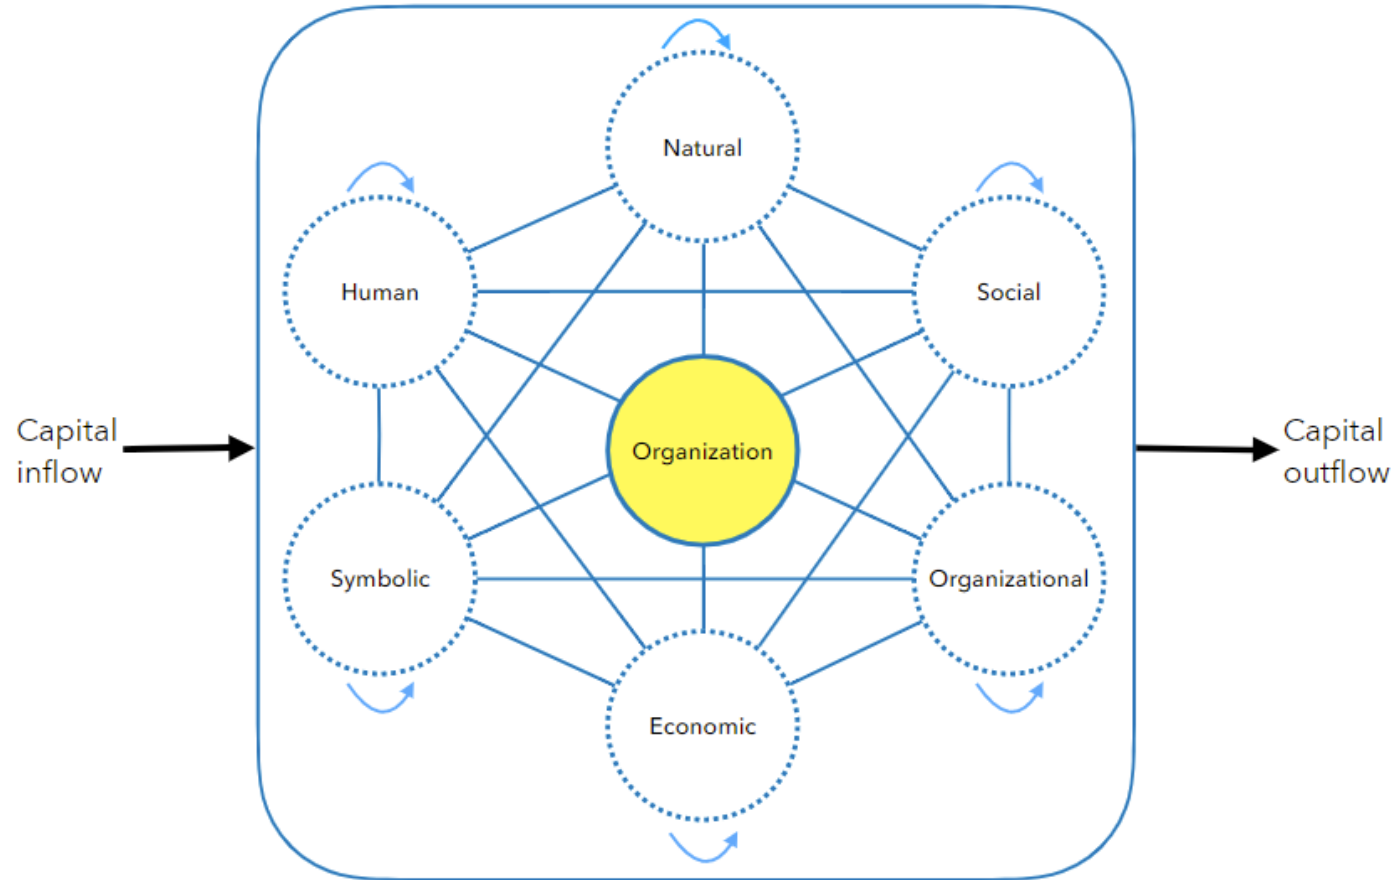 Natural
Human
Social
Capital
inflow
Organization
Capital
outflow
Symbolic
Organizational
Economic